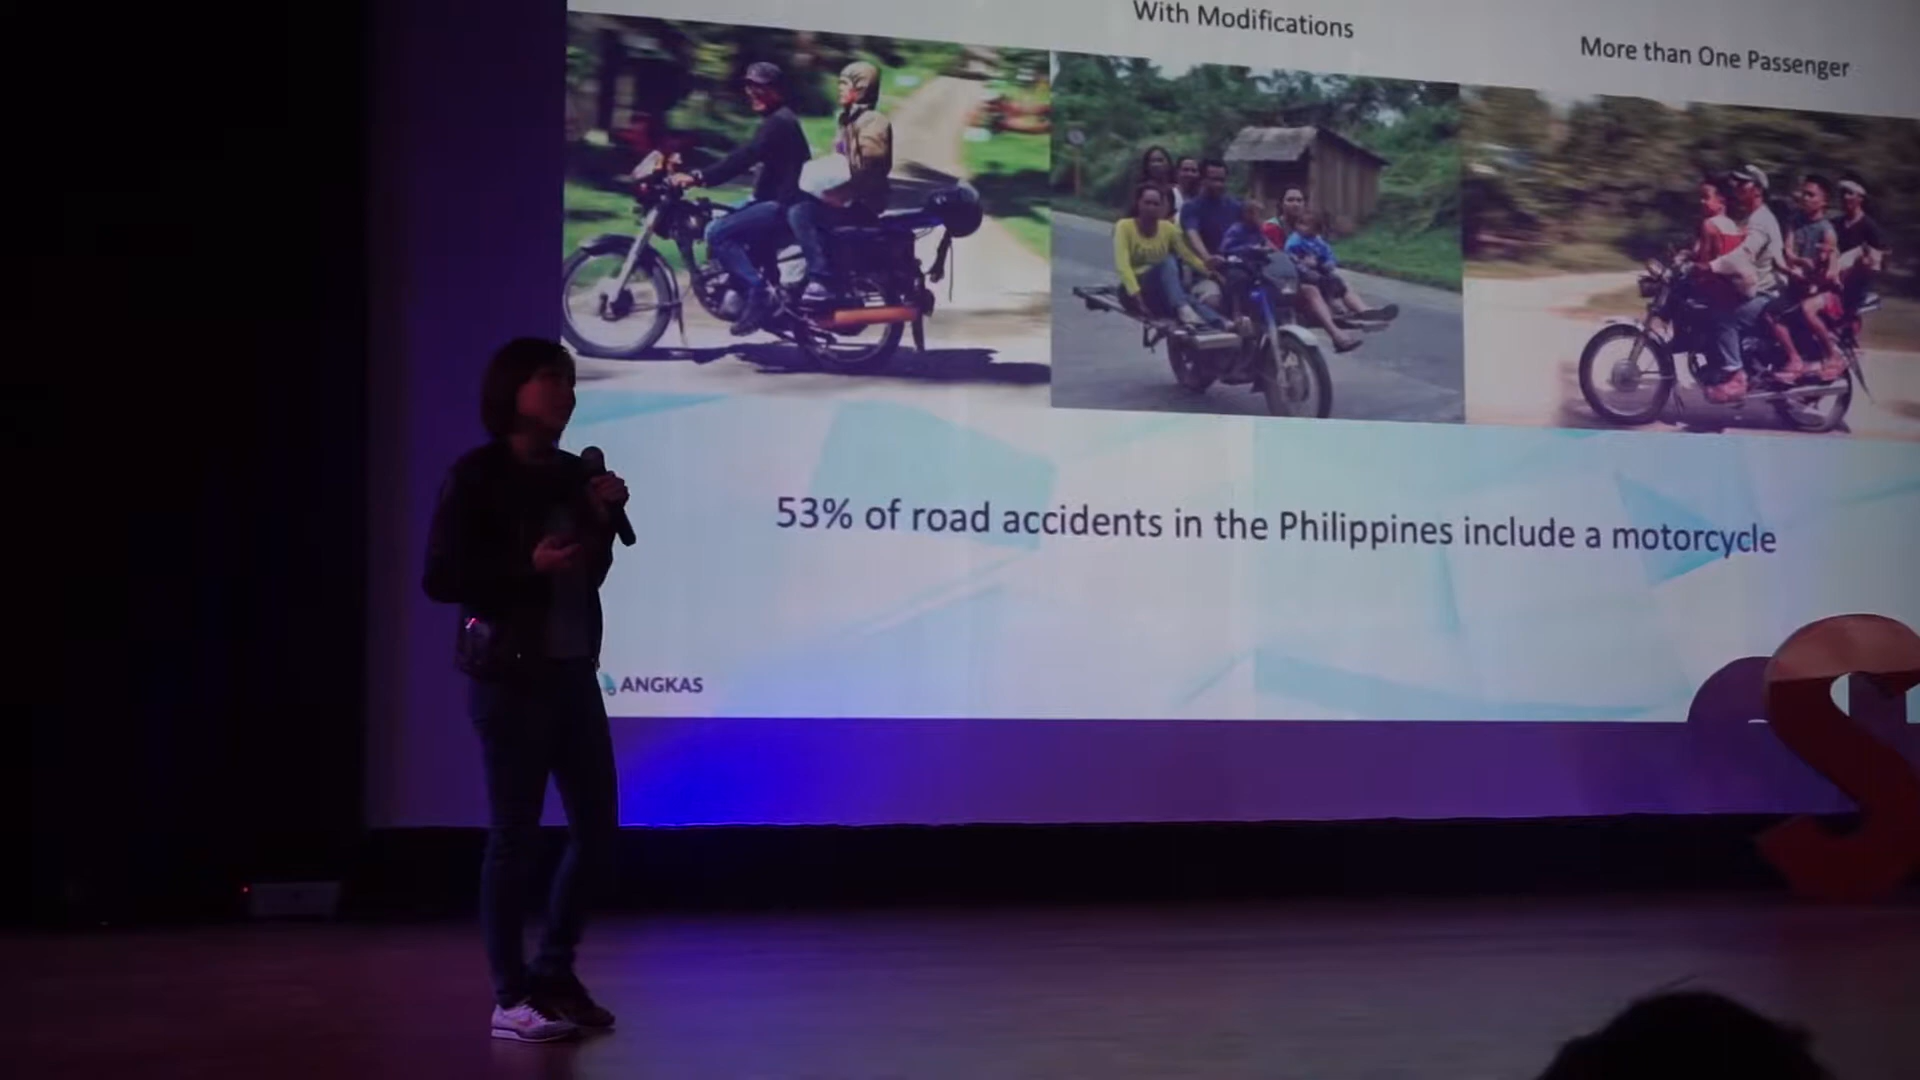 With Modifications
More than One Passenger
53% of road accidents in the Philippines include a motorcycle
ANGKAS
S